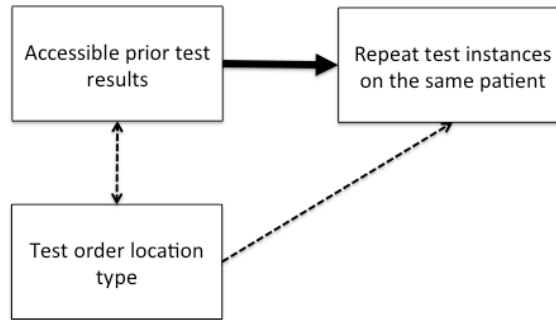 Accessible prior test
results
Repeat test instances
on the same patient
Test order location
type